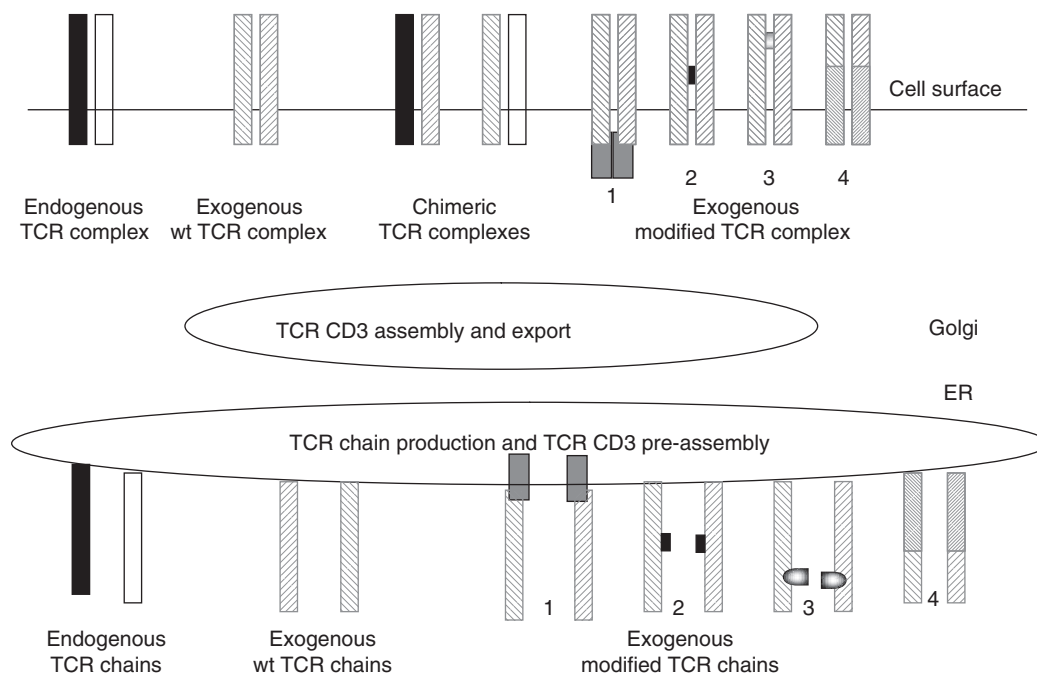 Cell surface
1
2
3
4
Endogenous
TCR complex
Exogenous
wt TCR complex
Chimeric
TCR complexes
Exogenous
modified TCR complex
TCR CD3 assembly and export
Golgi
ER
TCR chain production and TCR CD3 pre-assembly
1
2
3
4
Endogenous
TCR chains
Exogenous
wt TCR chains
Exogenous
modified TCR chains